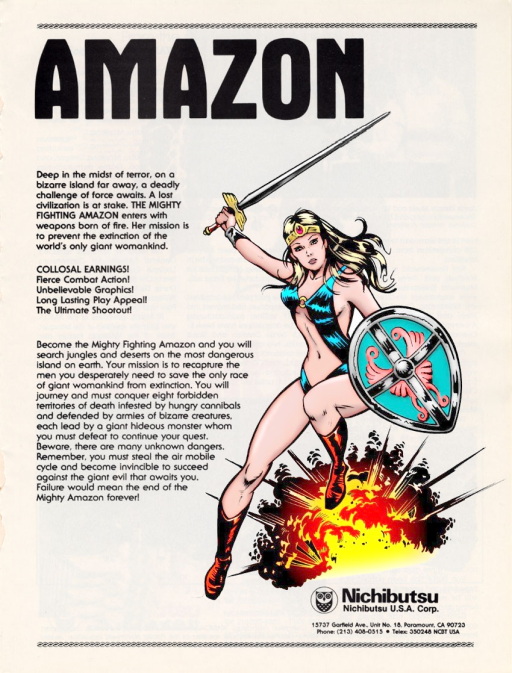 AMAZON
Deep in the midst of terror, on a
bizarre island far away, a deadly
challenge of force awaits. A lost
civilization is at stake. THE MIGHTY
FIGHTING AMAZON enters with
weapons born of fire. Her mission is
to prevent the extinction of the
world's only giant womankind.
COLLOSAL EARNINGS!
Fierce Combat Action!
Unbelievable Graphics!
Long Lasting Play Appeal!
The Ultimate Shootout!
Become the Mighty Fighting Amazon and you will
search jungles and deserts on the most dangerous
island on earth. Your mission is to recapture the
men you desperately need to save the only race
of giant womankind from extinction. You will
journey and must conquer eight forbidden
territories of death infested by hungry cannibals
and defended by armies of bizarre creatures,
each lead by a giant hideous monster whom
you must defeat to continue your quest.
Beware, there are many unknown dangers.
Remember, you must steal the air mobile
cycle and become invincible to succeed
against the giant evil that awaits you.
Failure would mean the end of the
Mighty Amazon forever!
Nichibutsu
Nichibutsu U.S.A. Corp.
15737 Garfield Ave., Unit No. 18, Paramount, CA 90723
Phone: (213) 408-0515 • Telex: 350248 NCBT USA